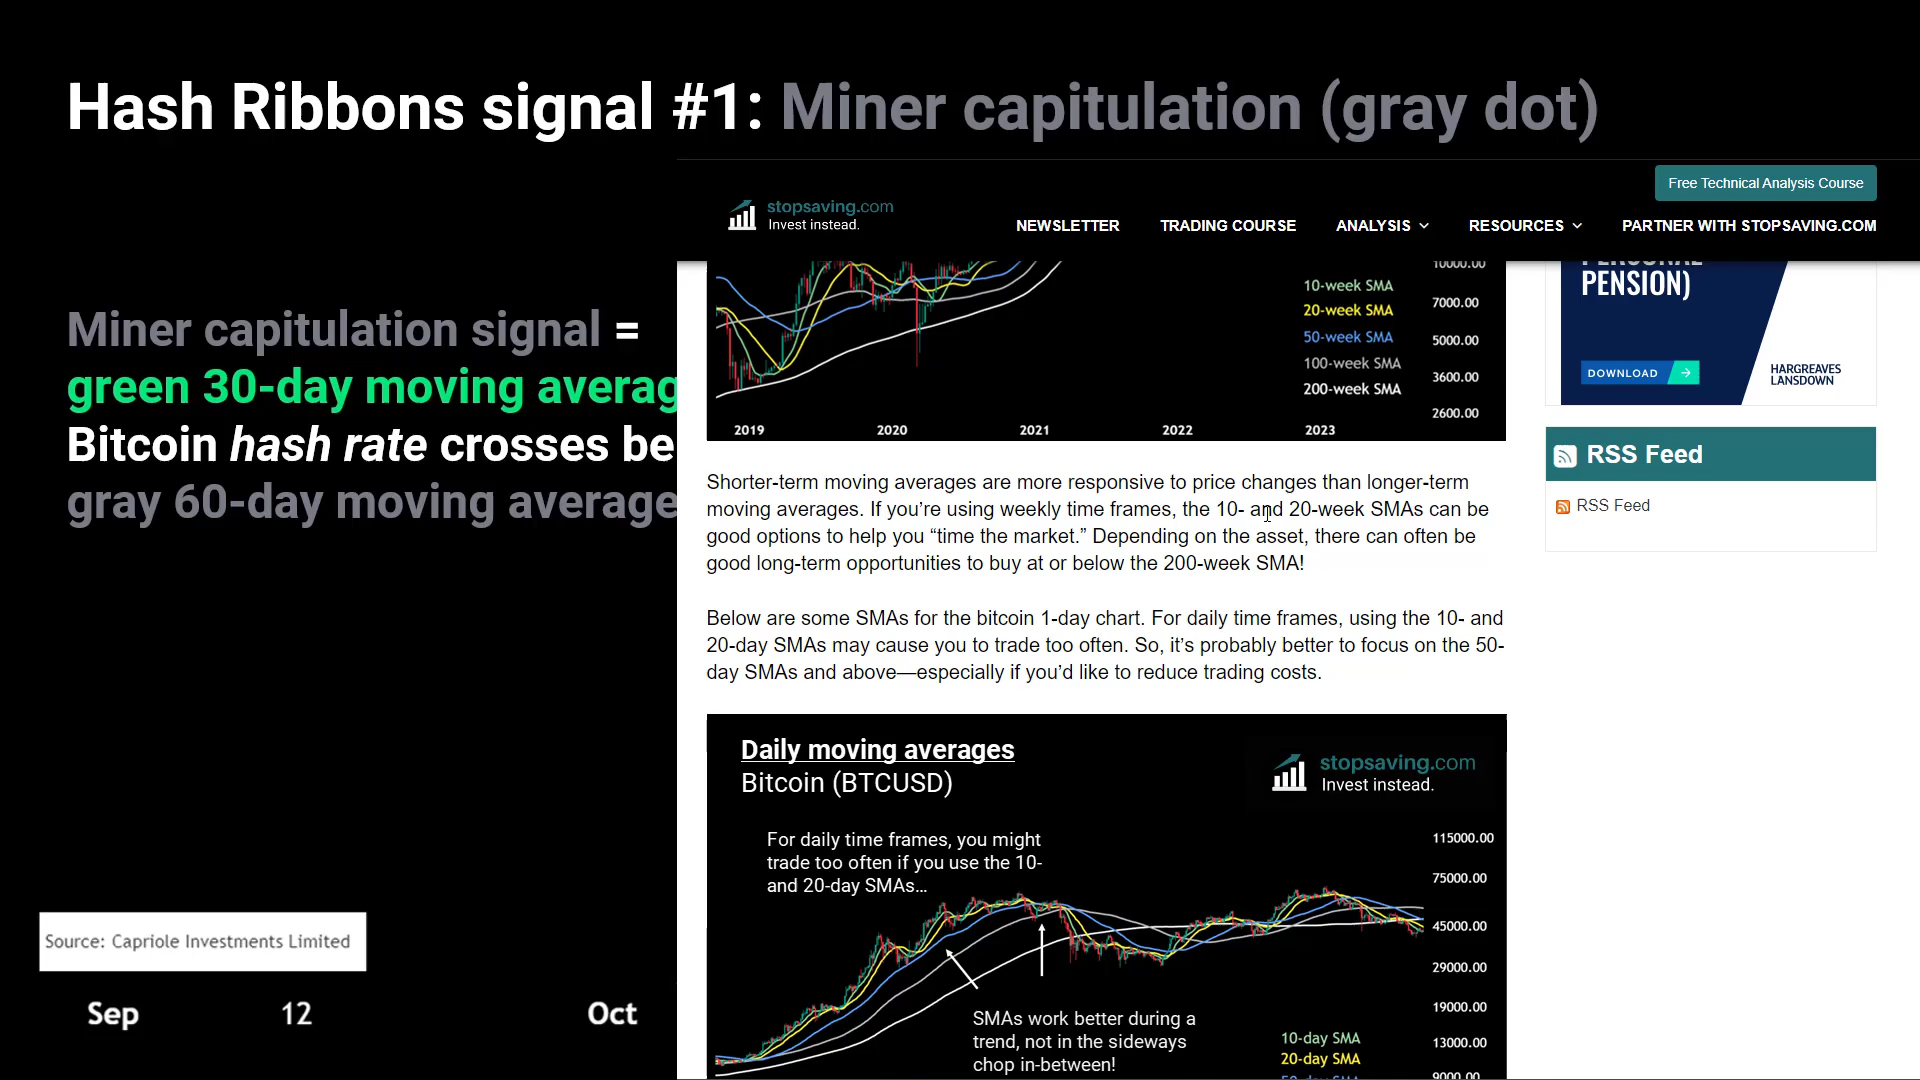 Hash Ribbons signal #1: Miner capitulation (gray dot)
Free Technical Analysis Course
stopsaving.com
Invest instead.
NEWSLETTER
TRADING COURSE
ANALYSIS
RESOURCES
PARTNER WITH STOPSAVING.COM
Miner capitulation signal =
green 30-day moving averag
Bitcoin hash rate crosses be
gray 60-day moving average
10-week SMA
20-week SMA
50-week SMA
100-week SMA
200-week SMA
10000.00
7000.00
5000.00
3600.00
2600.00
2019
2020
2021
2022
2023
PERSONAL
PENSION)
DOWNLOAD
HARGREAVES
LANSDOWN
RSS Feed
RSS Feed
Shorter-term moving averages are more responsive to price changes than longer-term
moving averages. If you’re using weekly time frames, the 10- and 20-week SMAs can be
good options to help you “time the market.” Depending on the asset, there can often be
good long-term opportunities to buy at or below the 200-week SMA!
Below are some SMAs for the bitcoin 1-day chart. For daily time frames, using the 10- and
20-day SMAs may cause you to trade too often. So, it’s probably better to focus on the 50-
day SMAs and above—especially if you’d like to reduce trading costs.
Daily moving averages
Bitcoin (BTCUSD)
stopsaving.com
Invest instead.
For daily time frames, you might
trade too often if you use the 10-
and 20-day SMAs…
115000.00
75000.00
45000.00
29000.00
19000.00
13000.00
9000.00
SMAs work better during a
trend, not in the sideways
chop in-between!
10-day SMA
20-day SMA
50-day SMA
Source: Capriole Investments Limited
Sep
12
Oct